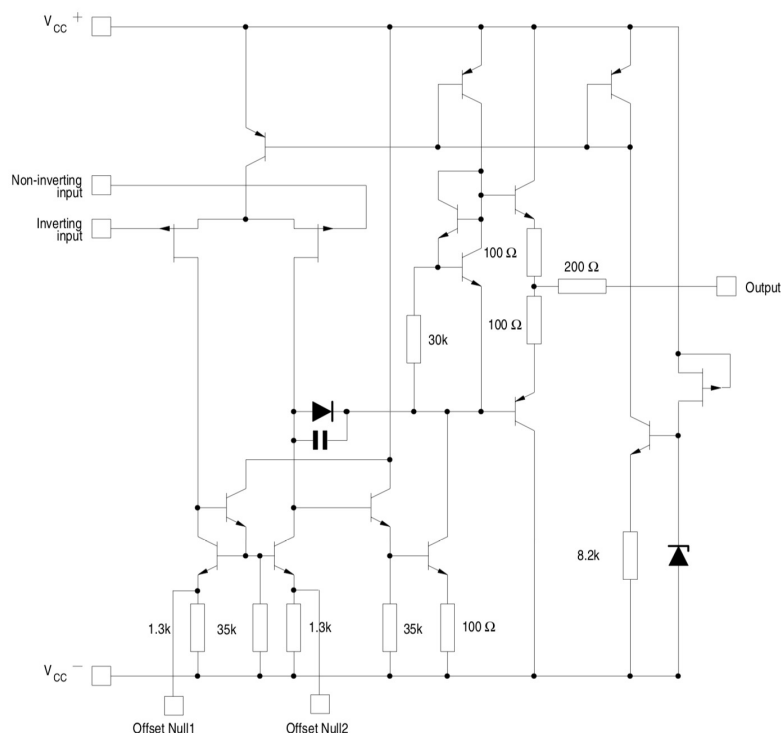 VCC +
Non-inverting
input
Inverting
input
100 Ω
200 Ω
Output
100 Ω
30k
8.2k
1.3k
35k
1.3k
35k
100 Ω
VCC −
Offset Null1
Offset Null2